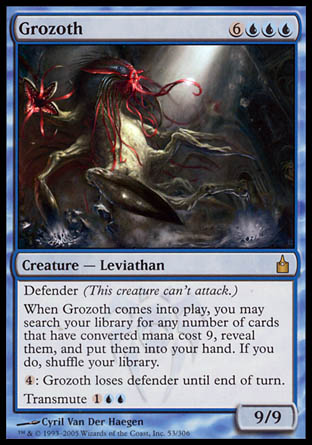 Grozoth 6
Creature — Leviathan
Defender (This creature can't attack.)
When Grozoth comes into play, you may
search your library for any number of cards
that have converted mana cost 9, reveal
them, and put them into your hand. If you
do, shuffle your library.
4: Grozoth loses defender until end of turn.
Transmute 1
Cyril Van Der Haegen
9/9
™ & © 1993-2005 Wizards of the Coast, Inc. 53/306